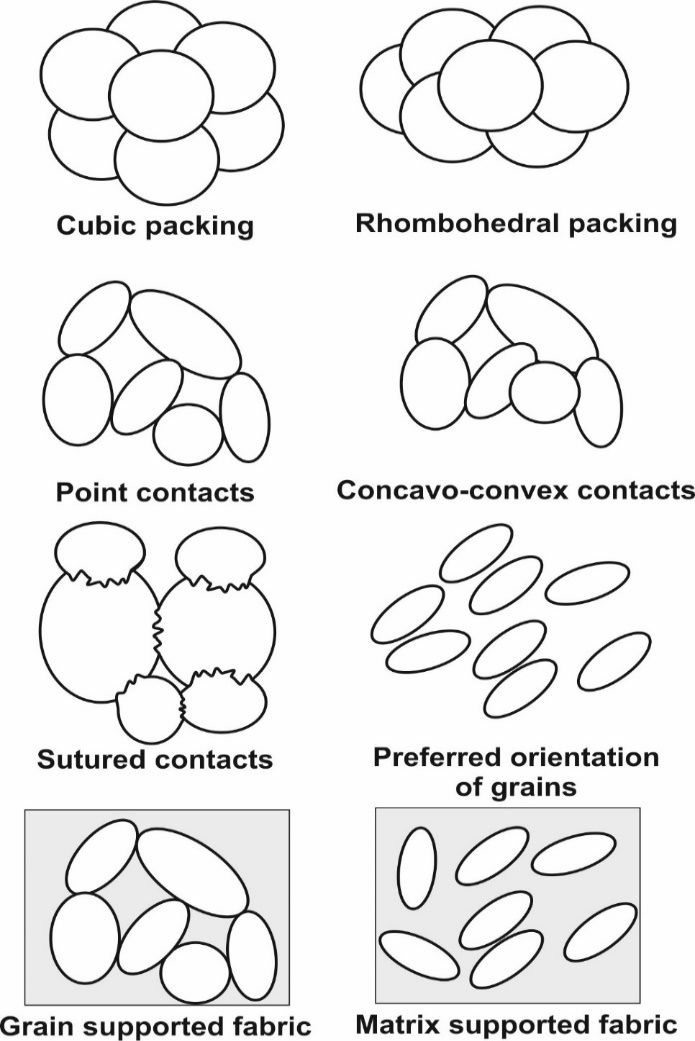 Cubic packing
Rhombohedral packing
Point contacts
Concavo-convex contacts
Sutured contacts
Preferred orientation
of grains
Grain supported fabric
Matrix supported fabric